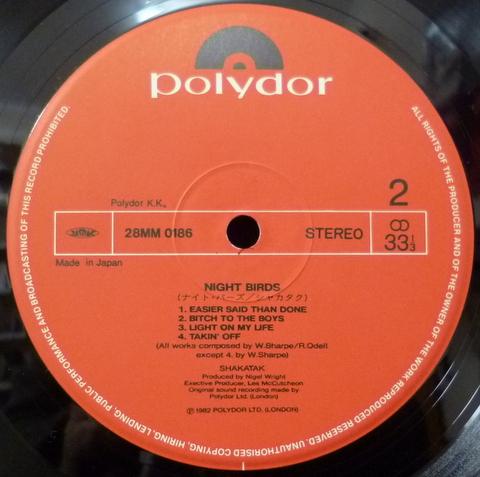 polydor
Polydor K.K.
2
JASRAC
28MM 0186
STEREO
33 1/3
Made in Japan
NIGHT BIRDS
(ナイト・バーズ/シャカタク)
1. EASIER SAID THAN DONE
2. BITCH TO THE BOYS
3. LIGHT ON MY LIFE
4. TAKIN' OFF
(All works composed by W.Sharpe/R.Odell
except 4. by W.Sharpe)
SHAKATAK
Produced by Nigel Wright
Exective Producer, Les McCutcheon
Original sound recording made by
Polydor Ltd. (London)
℗ 1982 POLYDOR LTD. (LONDON)
ALL RIGHTS OF THE PRODUCER AND OF THE OWNER OF THE WORK REPRODUCED RESERVED. UNAUTHORISED COPYING, HIRING, LENDING, PUBLIC PERFORMANCE AND BROADCASTING OF THIS RECORD PROHIBITED.